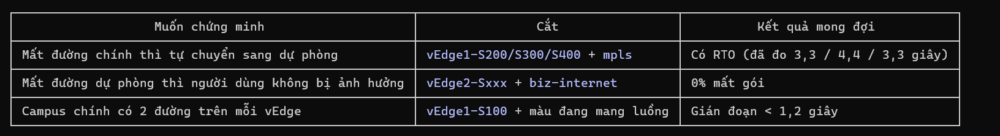 Muốn chứng minh Cắt Kết quả mong đợi
Mất đường chính thì tự chuyển sang dự phòng vEdge1-S200/S300/S400 + mpls Có RTO (đã đo 3,3 / 4,4 / 3,3 giây)
Mất đường dự phòng thì người dùng không bị ảnh hưởng vEdge2-Sxxx + biz-internet 0% mất gói
Campus chính có 2 đường trên mỗi vEdge vEdge1-S100 + màu đang mang luồng Gián đoạn < 1,2 giây